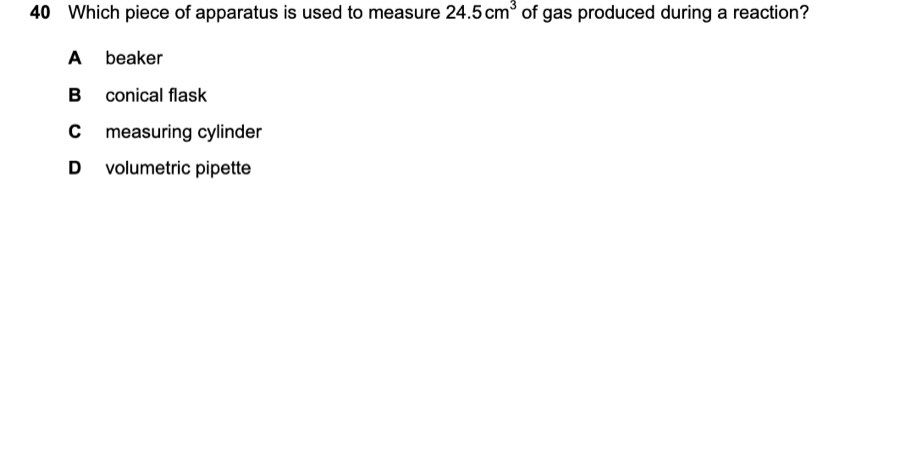 40 Which piece of apparatus is used to measure 24.5 cm³ of gas produced during a reaction?
A beaker
B conical flask
C measuring cylinder
D volumetric pipette